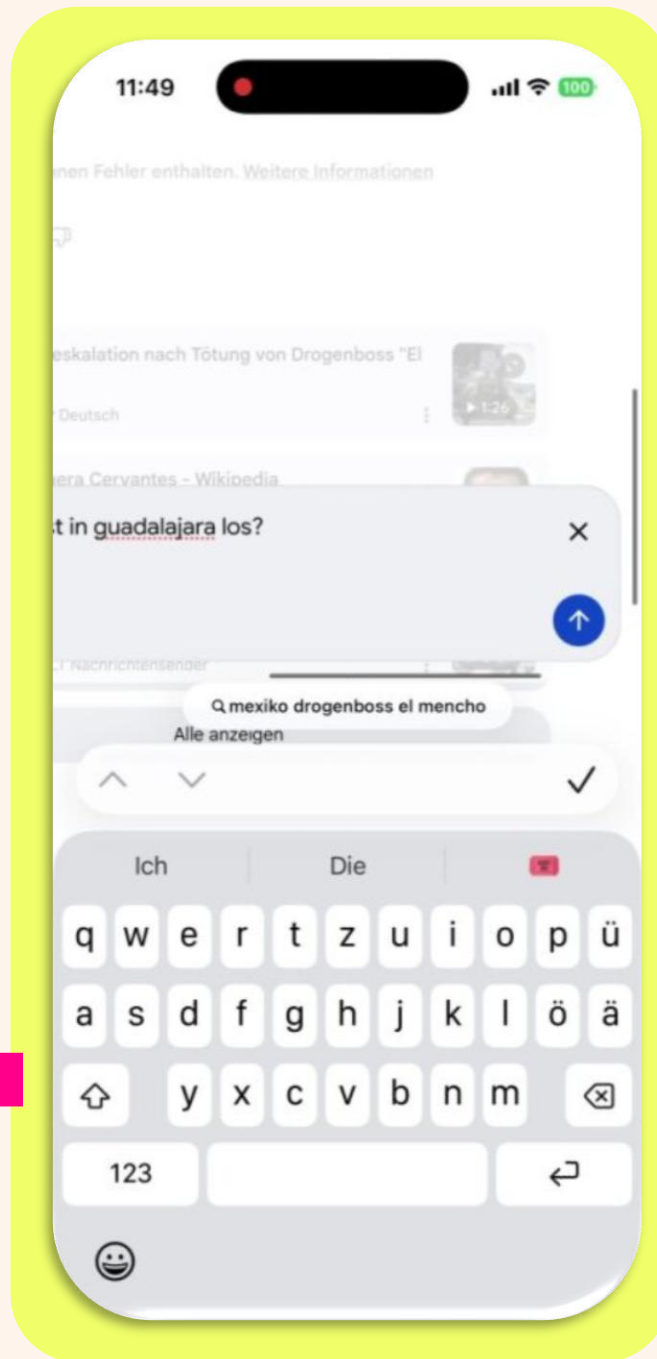 11:49
100
nen Fehler enthalten. Weitere Informationen
eskalation nach Tötung von Drogenboss "El
Deutsch
1:26
era Cervantes - Wikipedia
t in guadalajara los?
Nachrichtensender
mexiko drogenboss el mencho
Alle anzeigen
Ich Die
q w e r t z u i o p ü
a s d f g h j k l ö ä
y x c v b n m
123